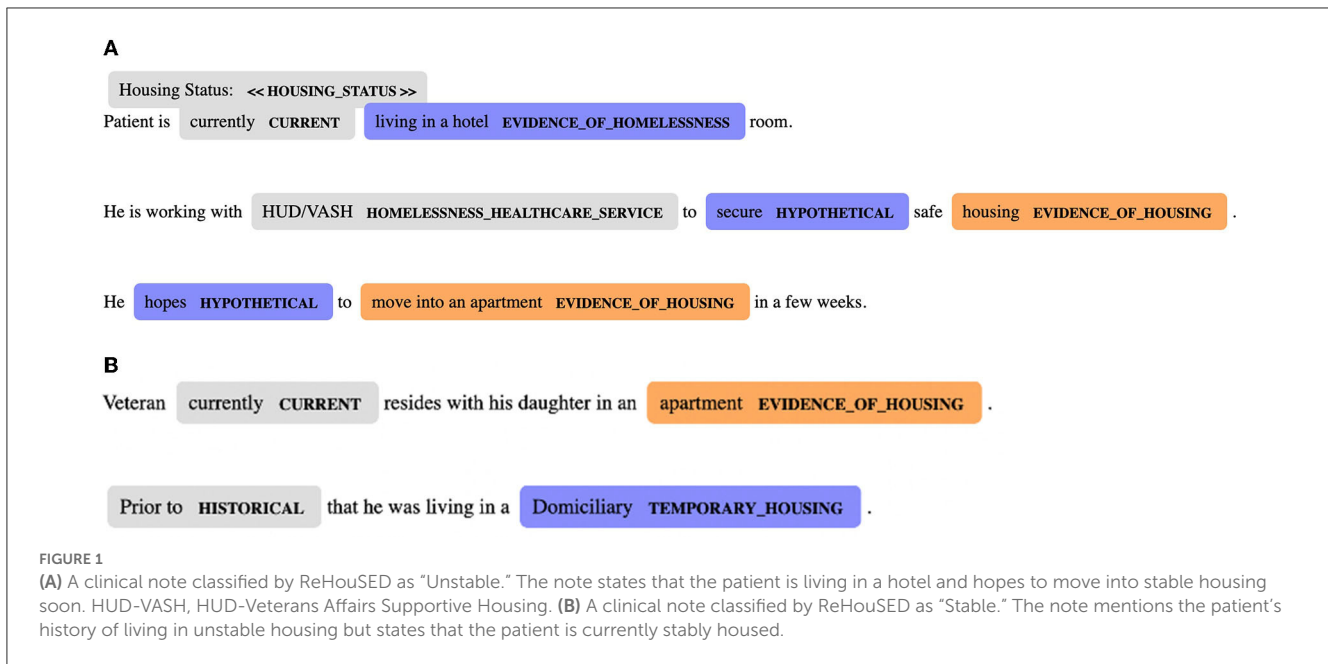 A
Housing Status: << HOUSING_STATUS >>
Patient is currently CURRENT living in a hotel EVIDENCE_OF_HOMELESSNESS room.
He is working with HUD/VASH HOMELESSNESS_HEALTHCARE_SERVICE to secure HYPOTHETICAL safe housing EVIDENCE_OF_HOUSING .
He hopes HYPOTHETICAL to move into an apartment EVIDENCE_OF_HOUSING in a few weeks.
B
Veteran currently CURRENT resides with his daughter in an apartment EVIDENCE_OF_HOUSING .
Prior to HISTORICAL that he was living in a Domiciliary TEMPORARY_HOUSING .
FIGURE 1
(A) A clinical note classified by ReHouSED as “Unstable.” The note states that the patient is living in a hotel and hopes to move into stable housing
soon. HUD-VASH, HUD-Veterans Affairs Supportive Housing. (B) A clinical note classified by ReHouSED as “Stable.” The note mentions the patient’s
history of living in unstable housing but states that the patient is currently stably housed.